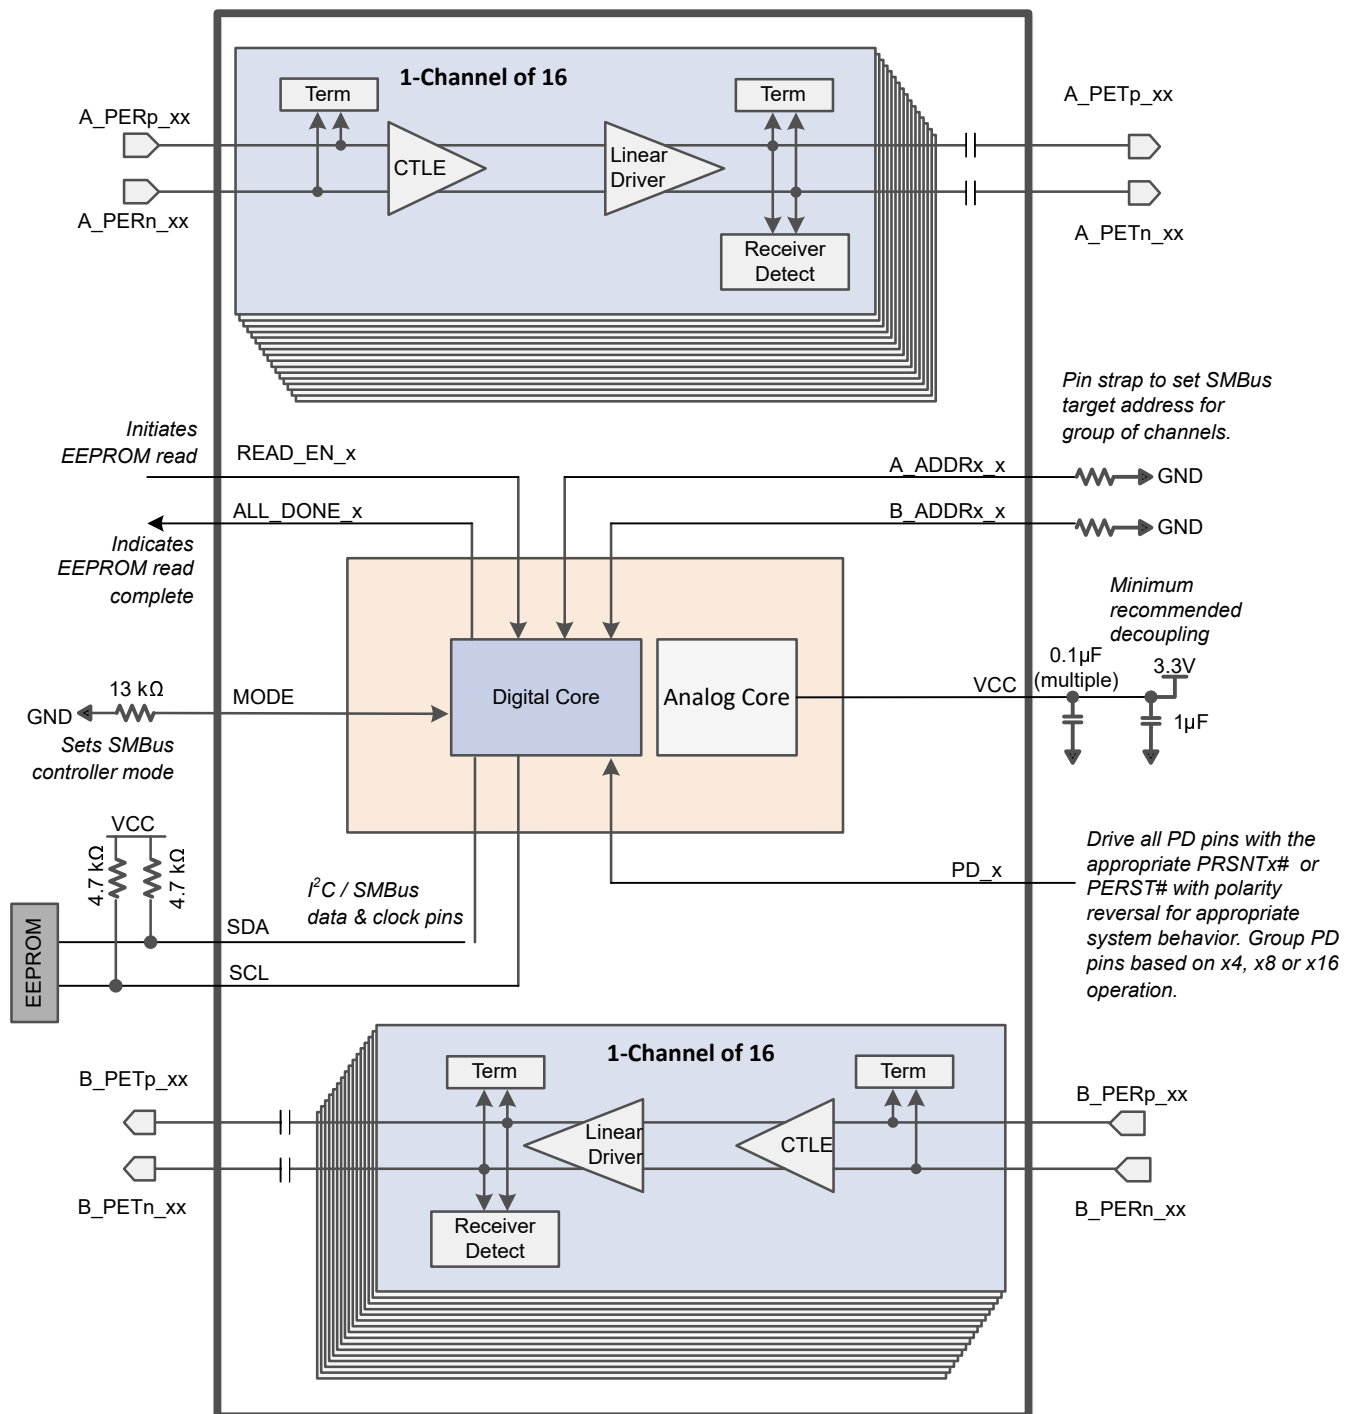 1-Channel of 16
Term
Term
A_PERp_xx
A_PETp_xx
CTLE
Linear
Driver
A_PERn_xx
A_PETn_xx
Receiver
Detect
Pin strap to set SMBus
target address for
group of channels.
Initiates
EEPROM read
READ_EN_x
A_ADDRx_x
GND
ALL_DONE_x
B_ADDRx_x
GND
Indicates
EEPROM read
complete
Minimum
recommended
decoupling
0.1µF
(multiple)
3.3V
1µF
VCC
Digital Core
Analog Core
13 kΩ
MODE
GND
Sets SMBus
controller mode
VCC
4.7 kΩ
4.7 kΩ
I²C / SMBus
data & clock pins
PD_x
Drive all PD pins with the
appropriate PRSNTx# or
PERST# with polarity
reversal for appropriate
system behavior. Group PD
pins based on x4, x8 or x16
operation.
EEPROM
SDA
SCL
1-Channel of 16
Term
Term
B_PETp_xx
B_PERp_xx
Linear
Driver
CTLE
B_PETn_xx
B_PERn_xx
Receiver
Detect